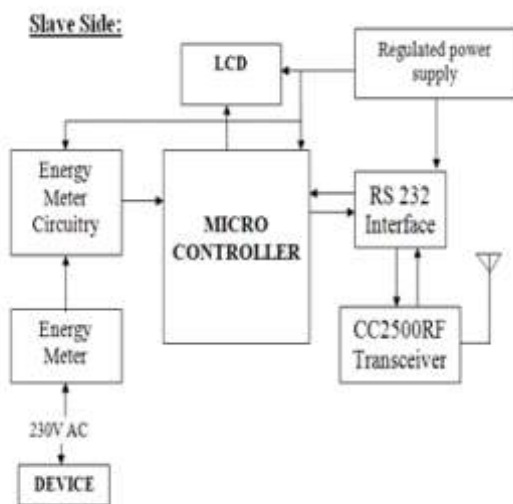 Slave Side:
LCD
Regulated power
supply
Energy
Meter
Circuitry
MICRO
CONTROLLER
RS 232
Interface
Energy
Meter
CC2500RF
Transceiver
230V AC
DEVICE